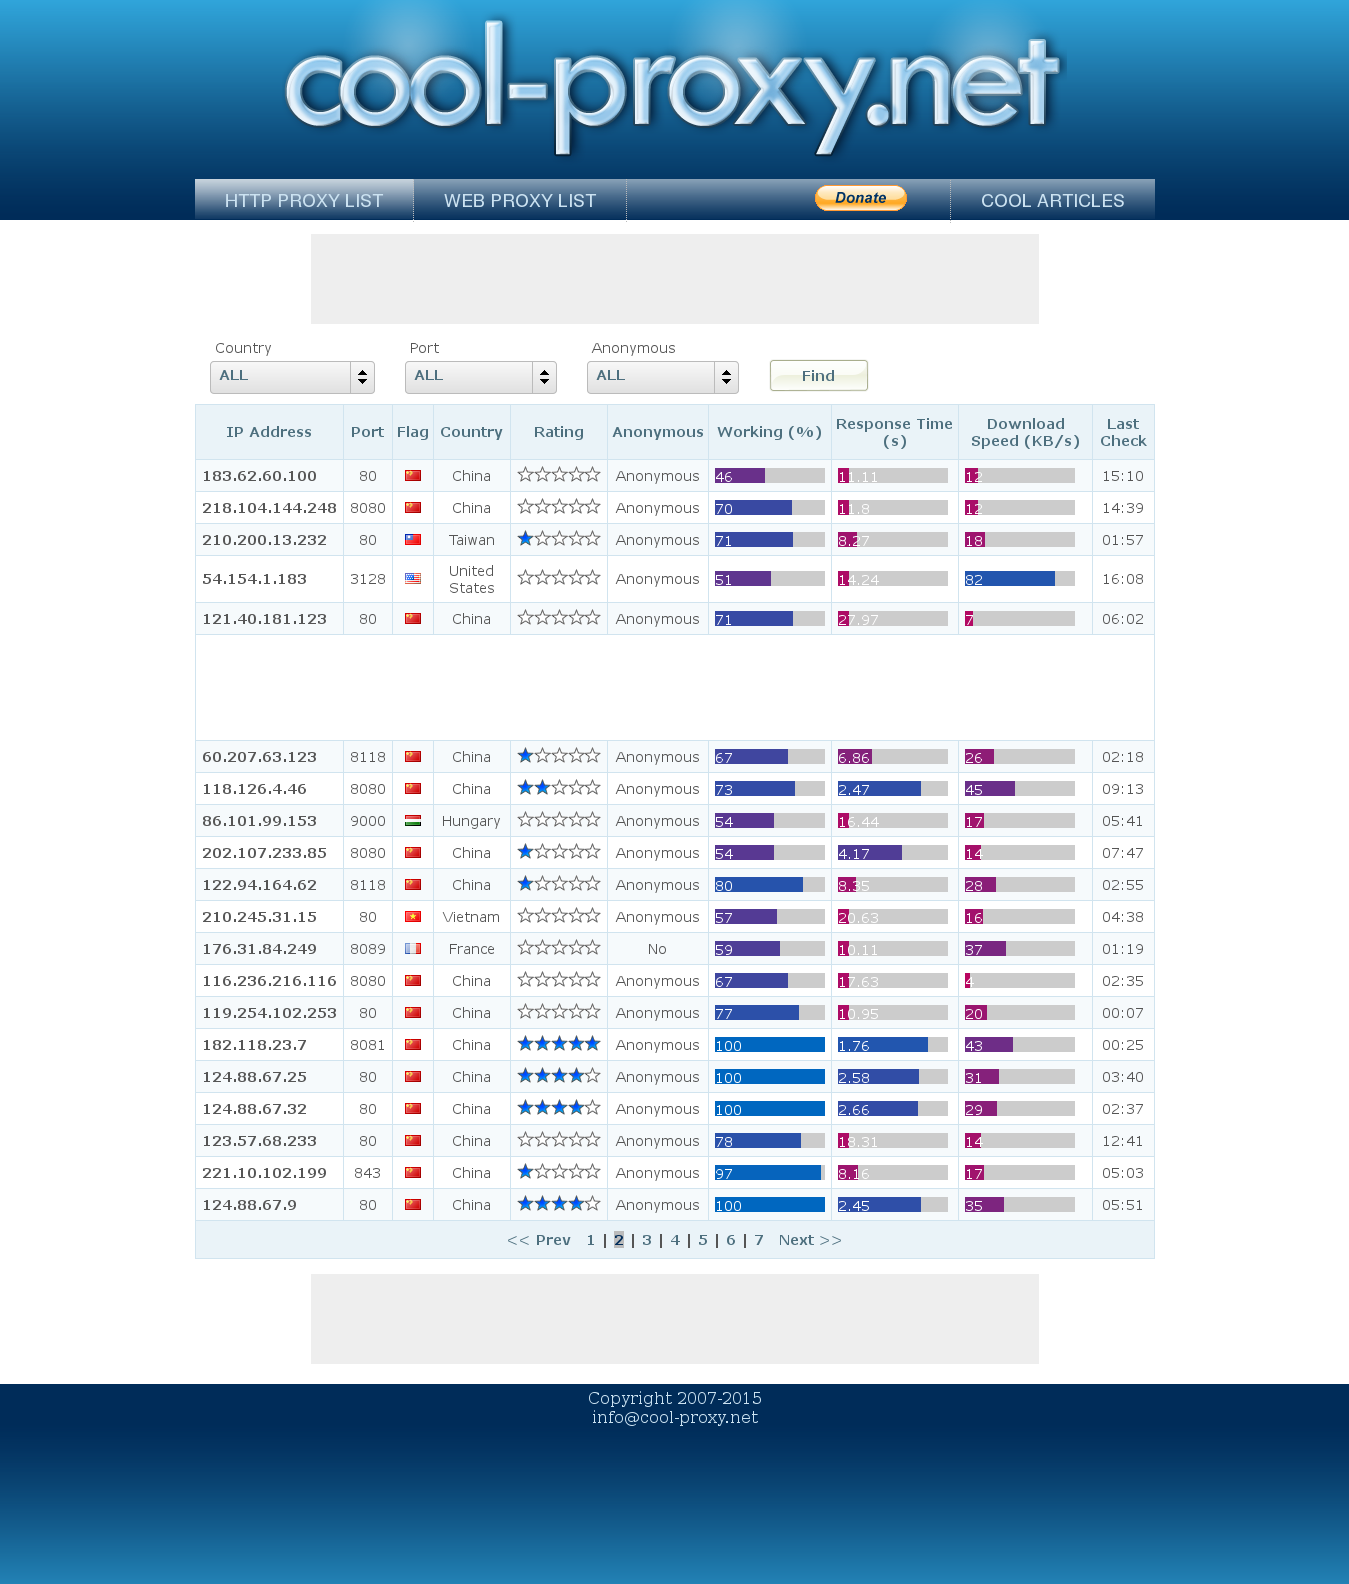 cool-proxy.net
HTTP PROXY LIST WEB PROXY LIST Donate COOL ARTICLES
Country Port Anonymous
ALL ALL ALL Find
IP Address Port Flag Country Rating Anonymous Working (%) Response Time (s) Download Speed (KB/s) Last Check
183.62.60.100 80 China Anonymous 46 11.11 12 15:10
218.104.144.248 8080 China Anonymous 70 11.8 12 14:39
210.200.13.232 80 Taiwan Anonymous 71 8.27 18 01:57
54.154.1.183 3128 United States Anonymous 51 14.24 82 16:08
121.40.181.123 80 China Anonymous 71 27.97 7 06:02
60.207.63.123 8118 China Anonymous 67 6.86 26 02:18
118.126.4.46 8080 China Anonymous 73 2.47 45 09:13
86.101.99.153 9000 Hungary Anonymous 54 16.44 17 05:41
202.107.233.85 8080 China Anonymous 54 4.17 14 07:47
122.94.164.62 8118 China Anonymous 80 8.35 28 02:55
210.245.31.15 80 Vietnam Anonymous 57 20.63 16 04:38
176.31.84.249 8089 France No 59 10.11 37 01:19
116.236.216.116 8080 China Anonymous 67 17.63 4 02:35
119.254.102.253 80 China Anonymous 77 10.95 20 00:07
182.118.23.7 8081 China Anonymous 100 1.76 43 00:25
124.88.67.25 80 China Anonymous 100 2.58 31 03:40
124.88.67.32 80 China Anonymous 100 2.66 29 02:37
123.57.68.233 80 China Anonymous 78 18.31 14 12:41
221.10.102.199 843 China Anonymous 97 8.16 17 05:03
124.88.67.9 80 China Anonymous 100 2.45 35 05:51
<< Prev 1 | 2 | 3 | 4 | 5 | 6 | 7 Next >>
Copyright 2007-2015
info@cool-proxy.net